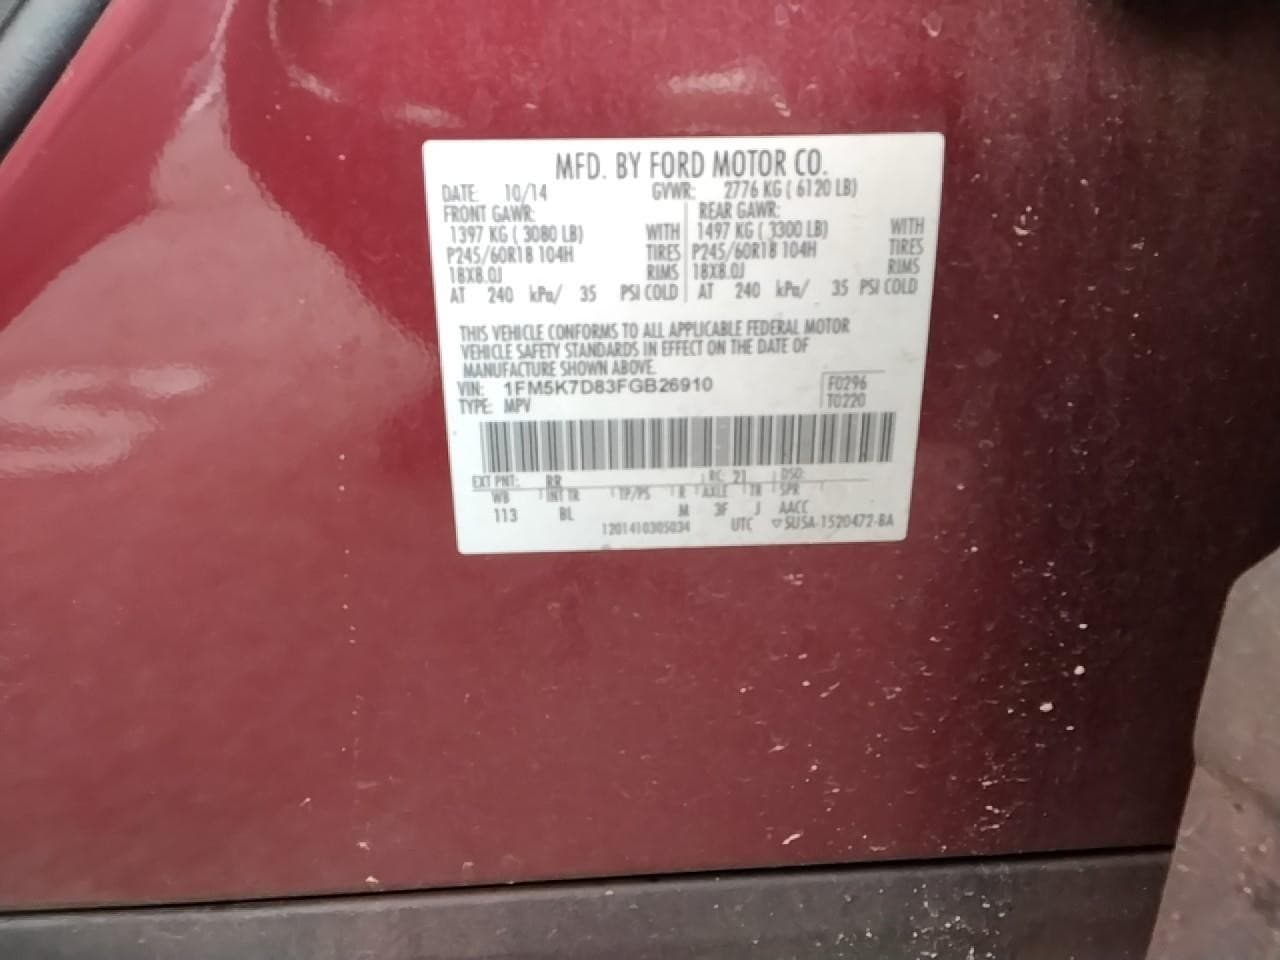 MFD. BY FORD MOTOR CO.
DATE: 10/14 GVWR: 2776 KG ( 6120 LB)
FRONT GAWR: REAR GAWR:
1397 KG ( 3080 LB) WITH 1497 KG ( 3300 LB) WITH
P245/60R18 104H TIRES P245/60R18 104H TIRES
18X8.0J RIMS 18X8.0J RIMS
AT 240 kPa/ 35 PSI COLD AT 240 kPa/ 35 PSI COLD
THIS VEHICLE CONFORMS TO ALL APPLICABLE FEDERAL MOTOR
VEHICLE SAFETY STANDARDS IN EFFECT ON THE DATE OF
MANUFACTURE SHOWN ABOVE.
VIN: 1FM5K7D83FGB26910 F0296
TYPE: MPV T0220
EXT PNT: RR RC: 21 DSO:
WB INT TR TP/PS R AXLE TR SPR
113 BL M 3F J AACC
1201410305034 UTC ▽SUSA-1520472-BA